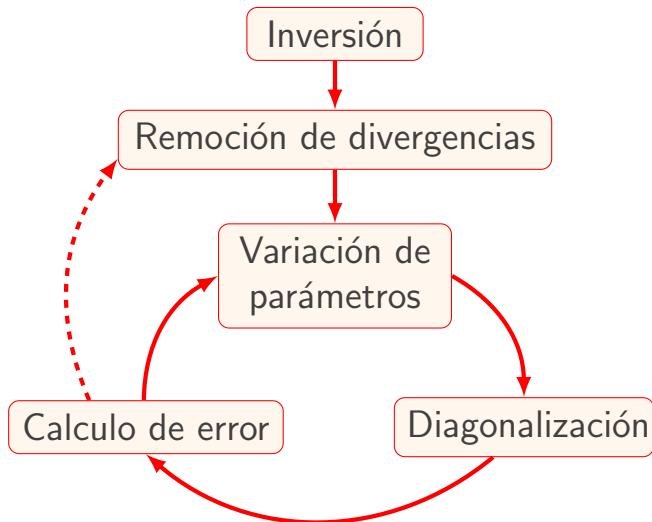 Inversión
Remoción de divergencias
Variación de
parámetros
Calculo de error
Diagonalización